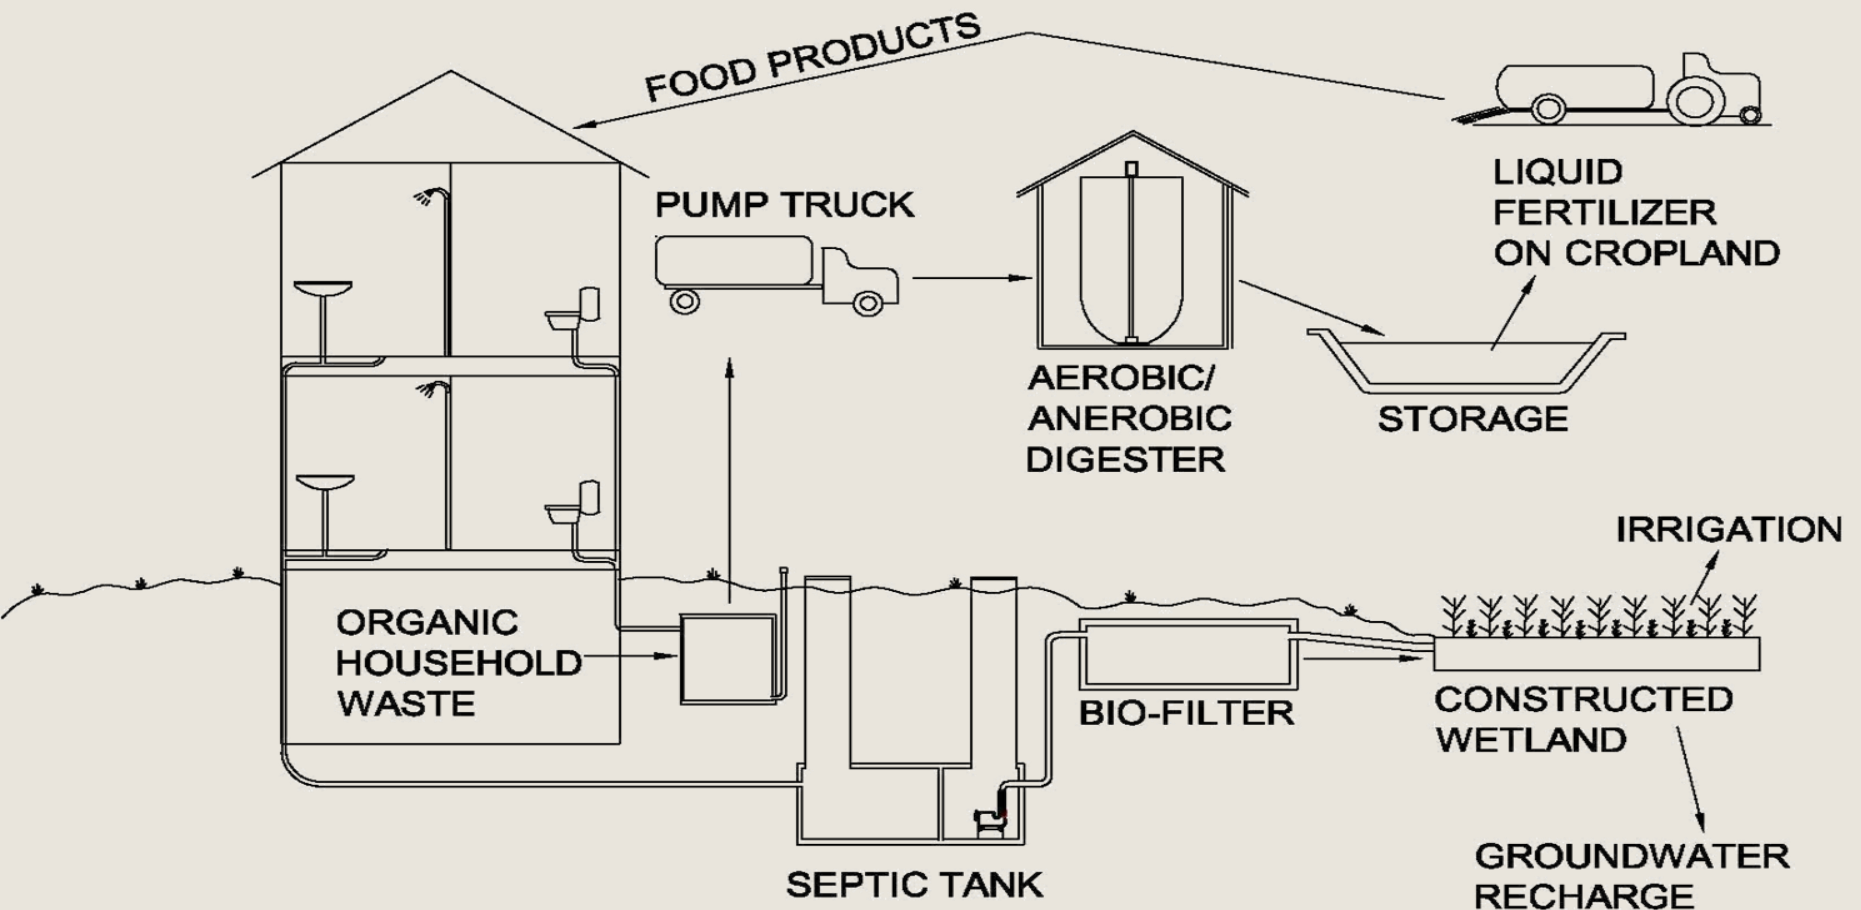 FOOD PRODUCTS
PUMP TRUCK
LIQUID
FERTILIZER
ON CROPLAND
AEROBIC/
ANEROBIC
DIGESTER
STORAGE
IRRIGATION
ORGANIC
HOUSEHOLD
WASTE
BIO-FILTER
CONSTRUCTED
WETLAND
SEPTIC TANK
GROUNDWATER
RECHARGE